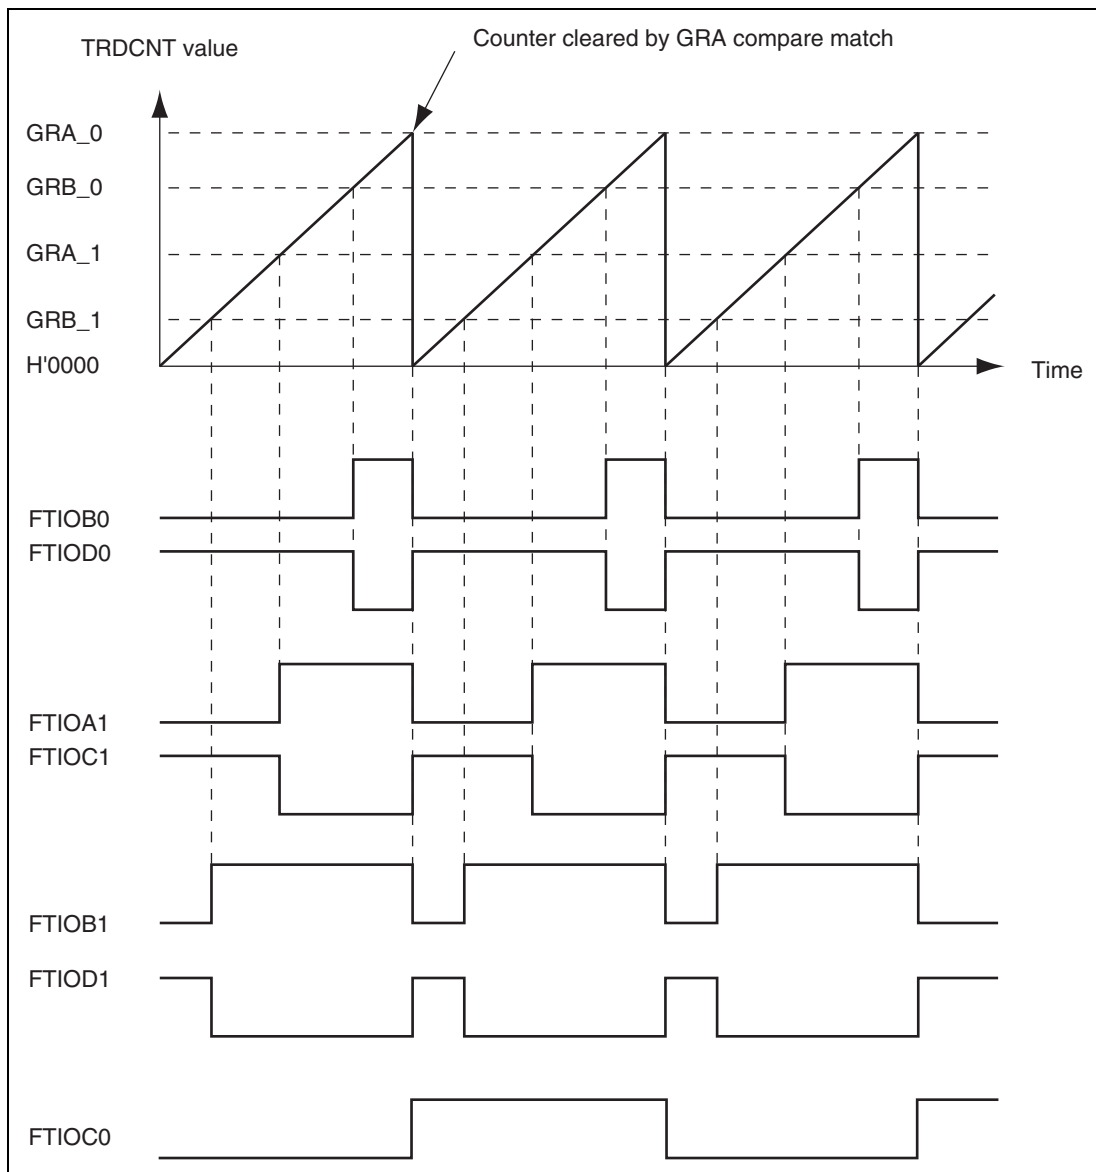 Counter cleared by GRA compare match
TRDCNT value
GRA_0
GRB_0
GRA_1
GRB_1
H'0000
Time
FTIOB0
FTIOD0
FTIOA1
FTIOC1
FTIOB1
FTIOD1
FTIOC0